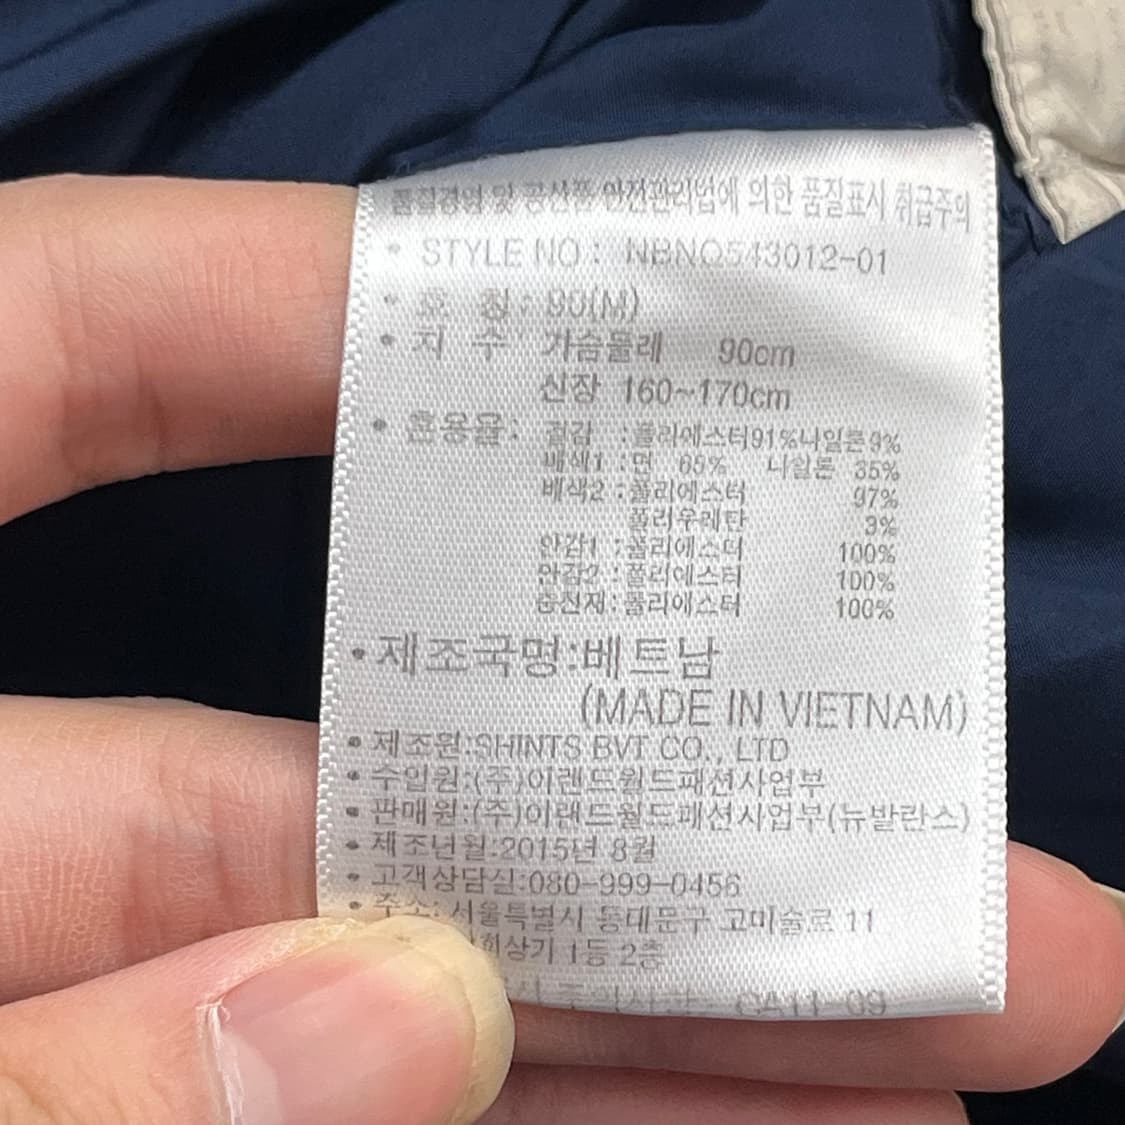 품질경영 및 공산품 안전관리법에 의한 품질표시 취급주의
• STYLE NO : NBNQ543012-01
• 호 칭 : 90(M)
• 치 수 가슴둘레 90cm
신장 160~170cm
• 혼용율: 겉감 :폴리에스터91%나일론9%
배색1 :면 65% 나일론 35%
배색2 :폴리에스터 97%
폴리우레탄 3%
안감1 :폴리에스터 100%
안감2 :폴리에스터 100%
충전재:폴리에스터 100%
• 제조국명:베트남
(MADE IN VIETNAM)
• 제조원:SHINTS BVT CO., LTD
• 수입원:(주)이랜드월드패션사업부
• 판매원:(주)이랜드월드패션사업부(뉴발란스)
• 제조년월:2015년 8월
• 고객상담실:080-999-0456
• 주소: 서울특별시 동대문구 고미술로 11
1동 2층